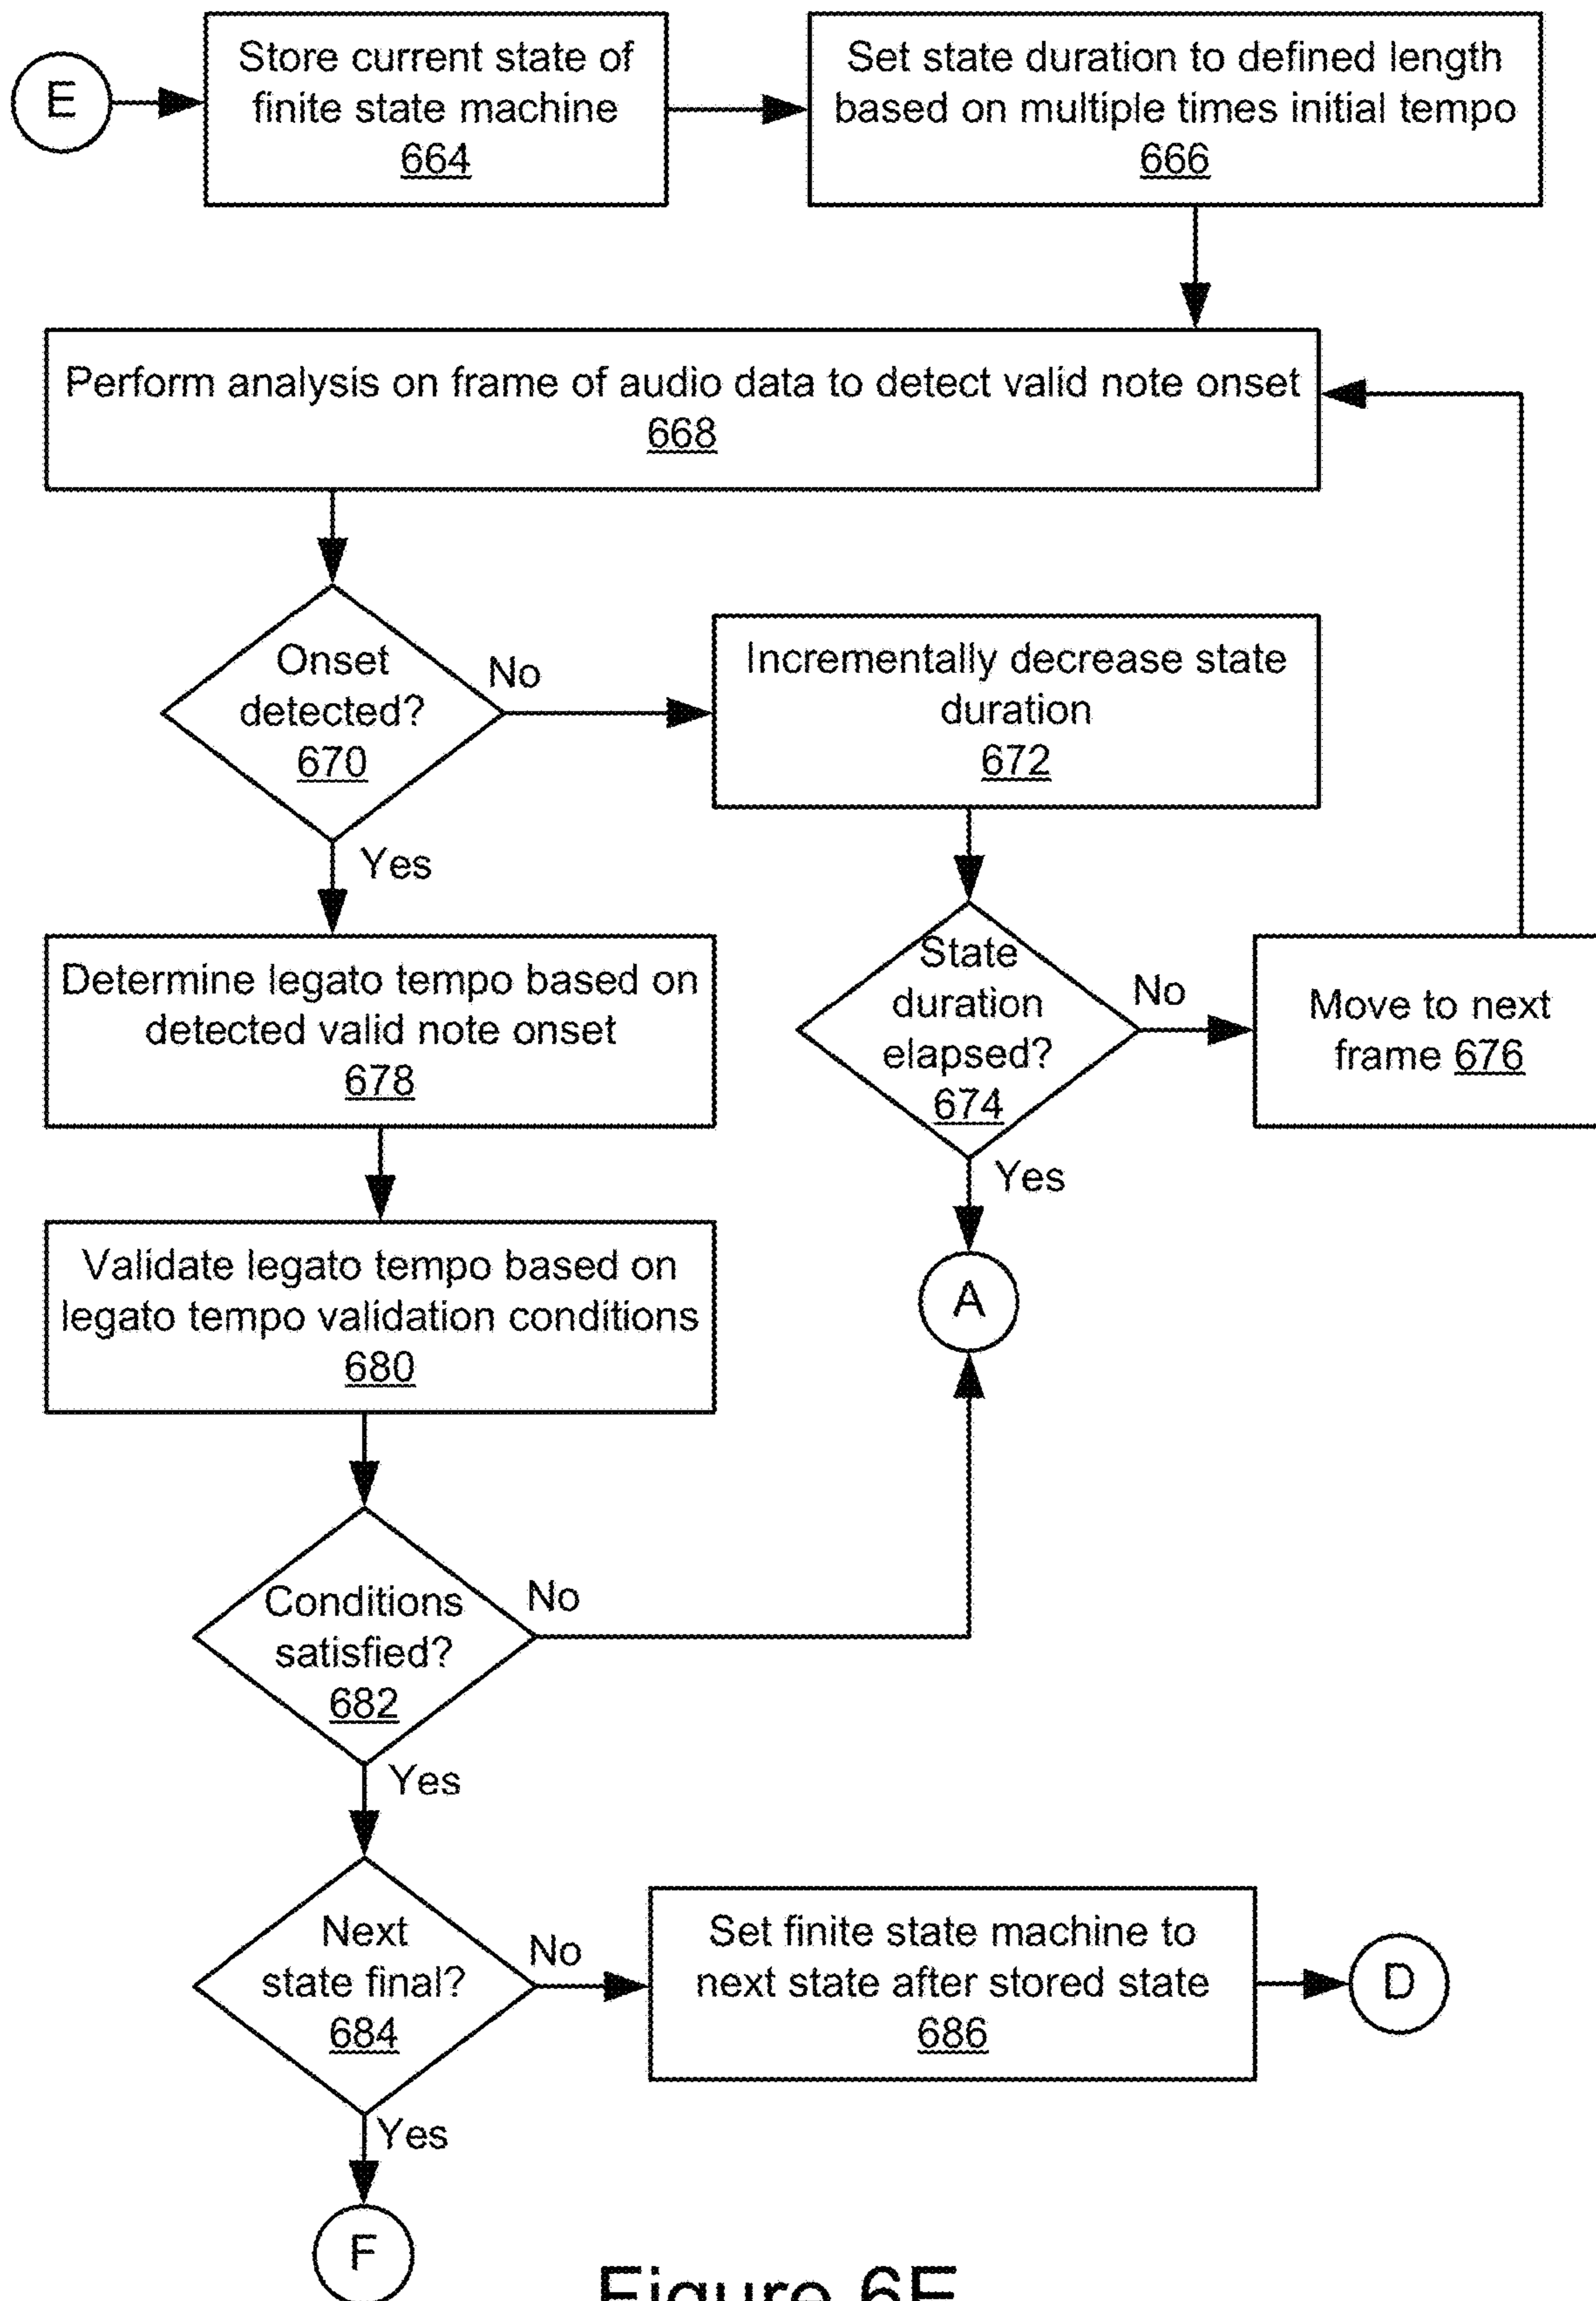 E
Store current state of
finite state machine
664
Set state duration to defined length
based on multiple times initial tempo
666
Perform analysis on frame of audio data to detect valid note onset
668
Onset
detected?
670
No
Incrementally decrease state
duration
672
Yes
Determine legato tempo based on
detected valid note onset
678
State
duration
elapsed?
674
No
Move to next
frame 676
Yes
A
Validate legato tempo based on
legato tempo validation conditions
680
Conditions
satisfied?
682
No
Yes
Next
state final?
684
No
Set finite state machine to
next state after stored state
686
D
Yes
F
Figure 6E